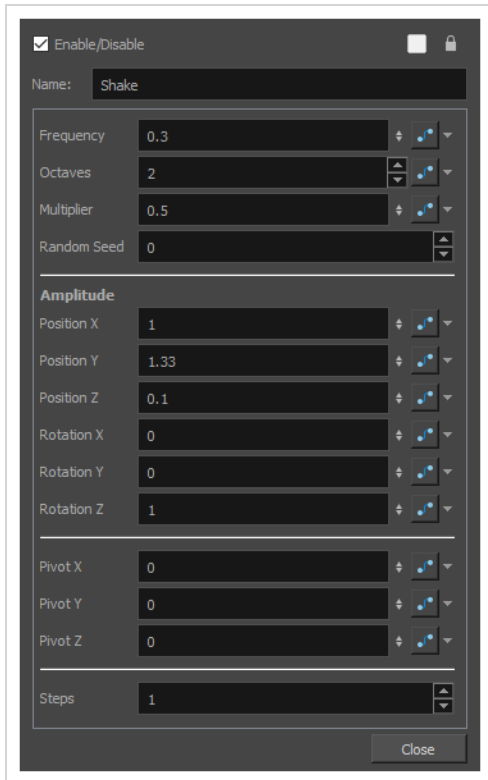 Enable/Disable
Name: Shake
Frequency 0.3
Octaves 2
Multiplier 0.5
Random Seed 0
Amplitude
Position X 1
Position Y 1.33
Position Z 0.1
Rotation X 0
Rotation Y 0
Rotation Z 1
Pivot X 0
Pivot Y 0
Pivot Z 0
Steps 1
Close